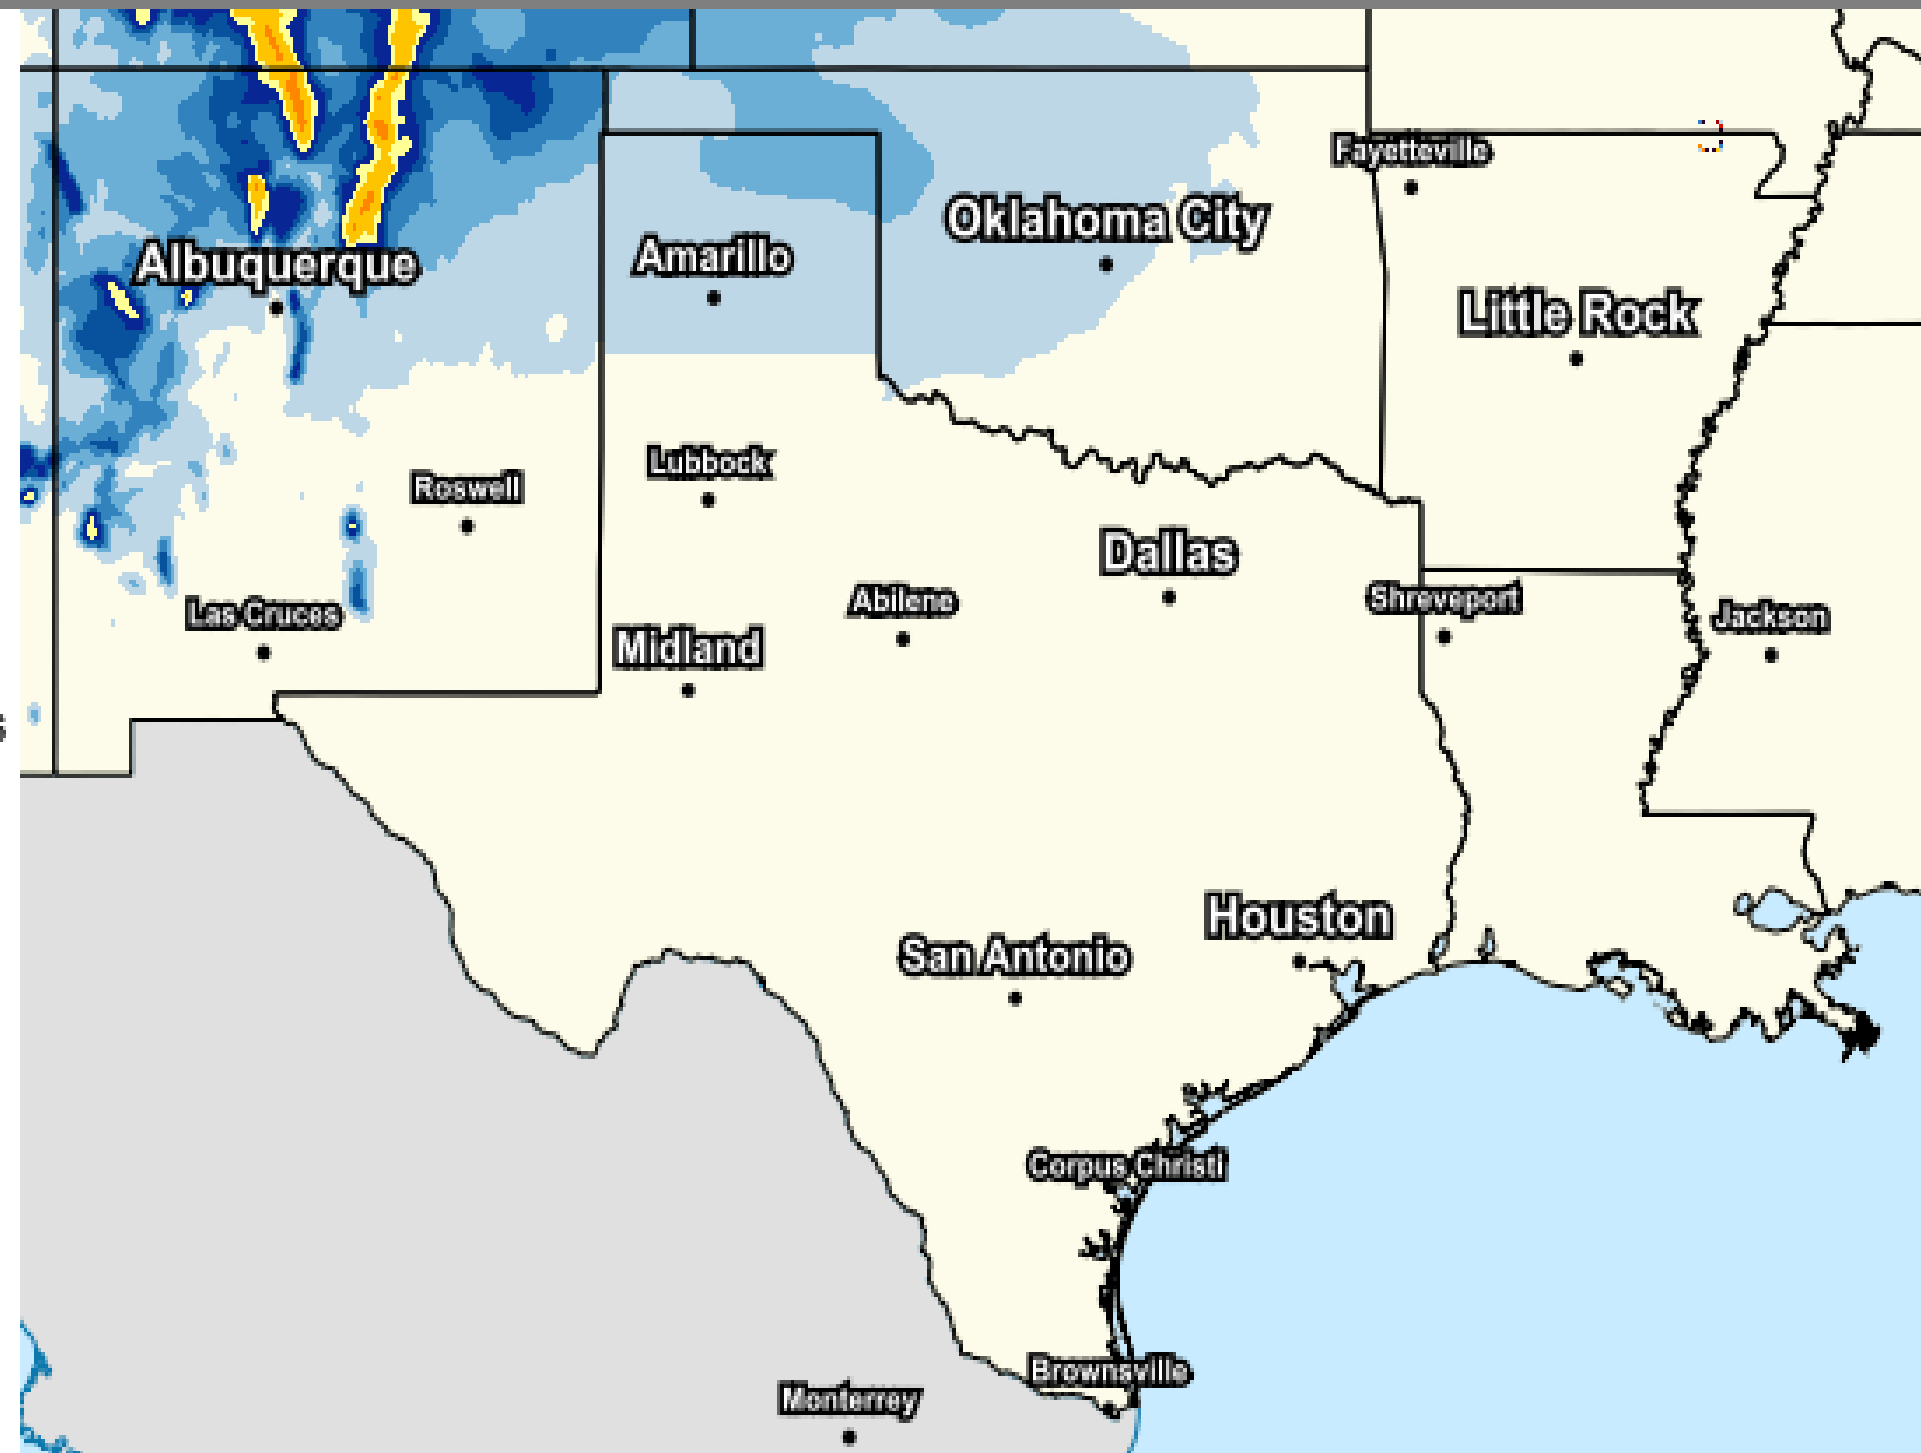 Fayetteville
Oklahoma City
Albuquerque
Amarillo
Little Rock
Lubbock
Roswell
Dallas
Abilene
Shreveport
Las Cruces
Jackson
Midland
Houston
San Antonio
Corpus Christi
Brownsville
Monterrey